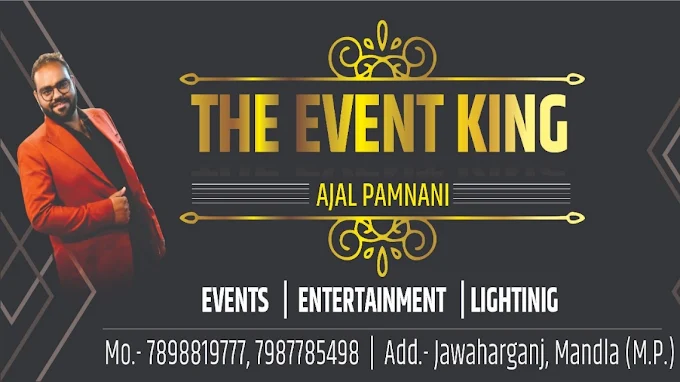 THE EVENT KING
AJAL PAMNANI
EVENTS | ENTERTAINMENT | LIGHTINIG
Mo.- 7898819777, 7987785498 | Add.- Jawaharganj, Mandla (M.P.)